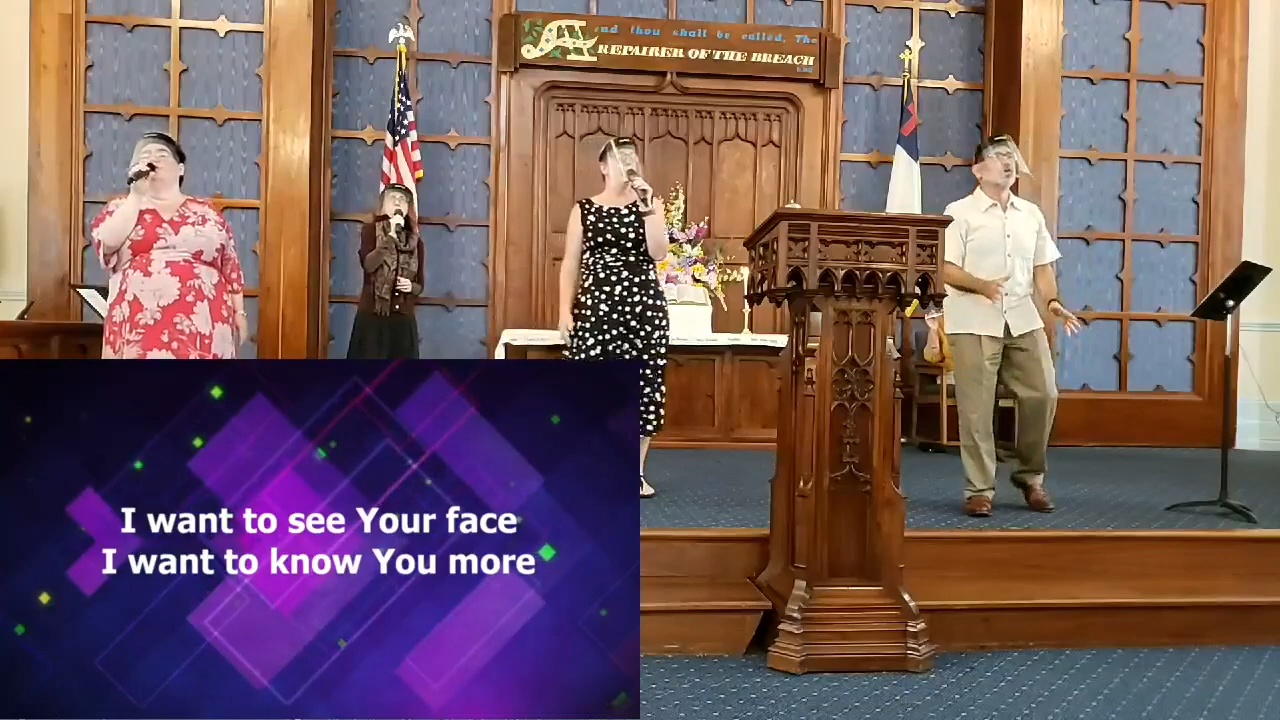 And thou shall be called, The
REPAIRER OF THE BREACH
I want to see Your face
I want to know You more